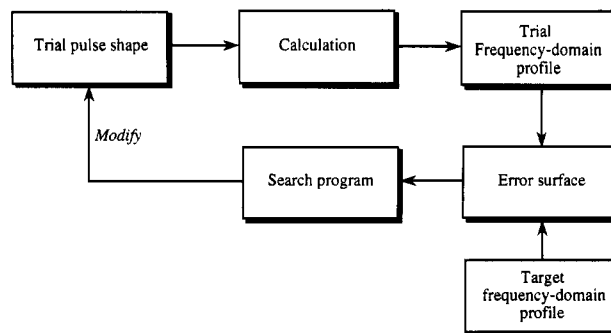 Trial pulse shape
Calculation
Trial
Frequency-domain
profile
Modify
Search program
Error surface
Target
frequency-domain
profile